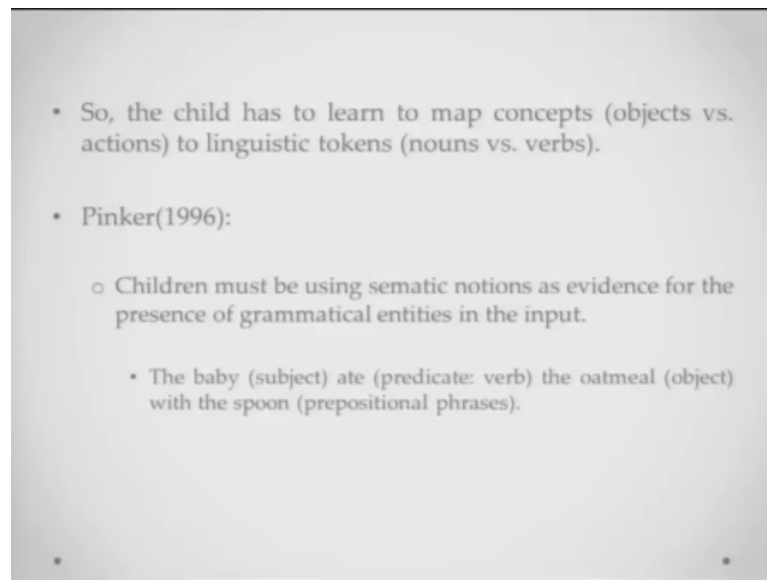 • So, the child has to learn to map concepts (objects vs.
actions) to linguistic tokens (nouns vs. verbs).
• Pinker(1996):
o Children must be using sematic notions as evidence for the
presence of grammatical entities in the input.
• The baby (subject) ate (predicate: verb) the oatmeal (object)
with the spoon (prepositional phrases).